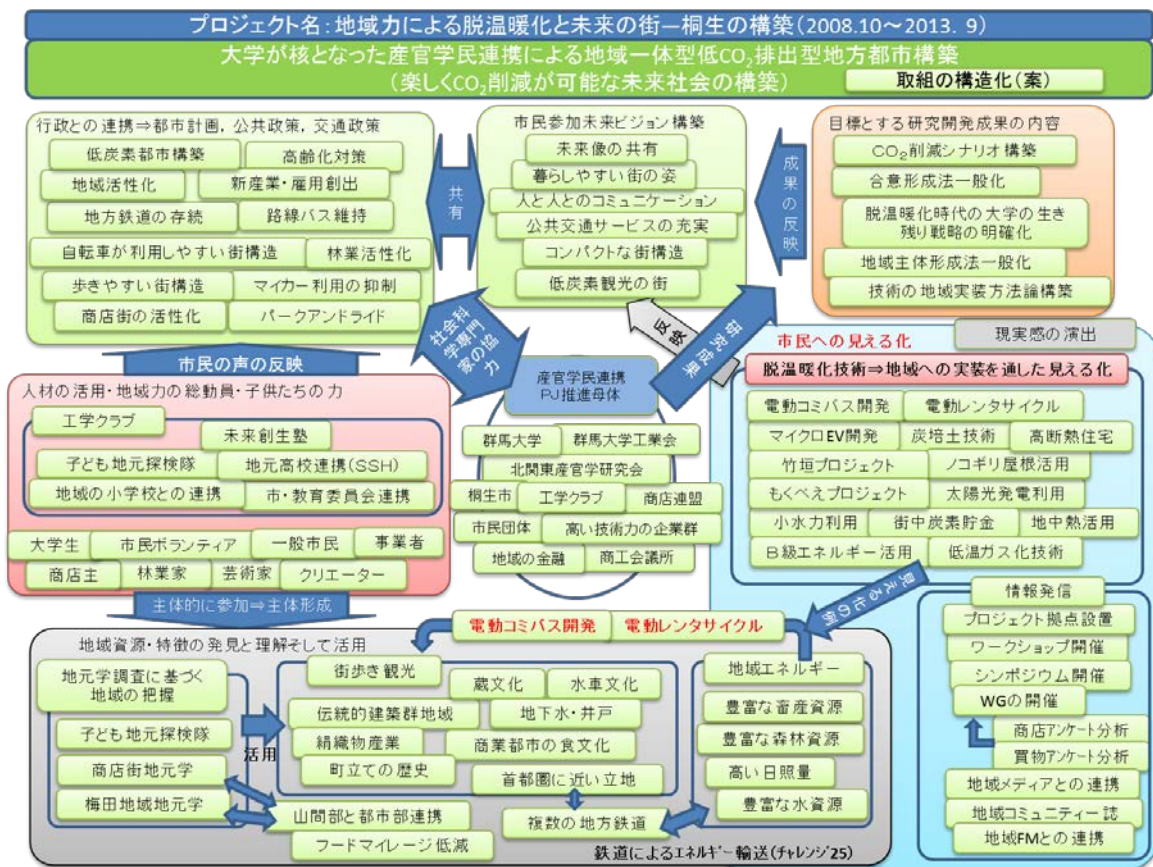 プロジェクト名：地域力による脱温暖化と未来の街―桐生の構築（2008.10～2013. 9）
大学が核となった産官学民連携による地域一体型低CO₂排出型地方都市構築
（楽しくCO₂削減が可能な未来社会の構築）
取組の構造化（案）
行政との連携⇒都市計画，公共政策，交通政策
低炭素都市構築
高齢化対策
地域活性化
新産業・雇用創出
地方鉄道の存続
路線バス維持
自転車が利用しやすい街構造
林業活性化
歩きやすい街構造
マイカー利用の抑制
商店街の活性化
パークアンドライド
共有
市民参加未来ビジョン構築
未来像の共有
暮らしやすい街の姿
人と人とのコミュニケーション
公共交通サービスの充実
コンパクトな街構造
低炭素観光の街
成果の反映
目標とする研究開発成果の内容
CO₂削減シナリオ構築
合意形成法一般化
脱温暖化時代の大学の生き
残り戦略の明確化
地域主体形成法一般化
技術の地域実装方法論構築
市民の声の反映
社会科
学専門
家の協
力
反映
研究成果
人材の活用・地域力の総動員・子供たちの力
工学クラブ
未来創生塾
子ども地元探検隊
地元高校連携（SSH）
地域の小学校との連携
市・教育委員会連携
大学生
市民ボランティア
一般市民
事業者
商店主
林業家
芸術家
クリエーター
主体的に参加⇒主体形成
産官学民連携
PJ推進母体
群馬大学
群馬大学工業会
北関東産官学研究会
桐生市
工学クラブ
商店連盟
市民団体
高い技術力の企業群
地域の金融
商工会議所
市民への見える化
現実感の演出
脱温暖化技術⇒地域への実装を通した見える化
電動コミバス開発
電動レンタサイクル
マイクロEV開発
炭培土技術
高断熱住宅
竹垣プロジェクト
ノコギリ屋根活用
もくべえプロジェクト
太陽光発電利用
小水力利用
街中炭素貯金
地中熱活用
B級エネルギー活用
低温ガス化技術
見える化の例
情報発信
プロジェクト拠点設置
ワークショップ開催
シンポジウム開催
WGの開催
商店アンケート分析
買物アンケート分析
地域メディアとの連携
地域コミュニティー誌
地域FMとの連携
地域資源・特徴の発見と理解そして活用
電動コミバス開発
電動レンタサイクル
地元学調査に基づく
地域の把握
子ども地元探検隊
商店街地元学
梅田地域地元学
活用
街歩き観光
蔵文化
水車文化
伝統的建築群地域
地下水・井戸
絹織物産業
商業都市の食文化
町立ての歴史
首都圏に近い立地
山間部と都市部連携
フードマイレージ低減
複数の地方鉄道
地域エネルギー
豊富な畜産資源
豊富な森林資源
高い日照量
豊富な水資源
鉄道によるエネルギー輸送（チャレンジ'25）